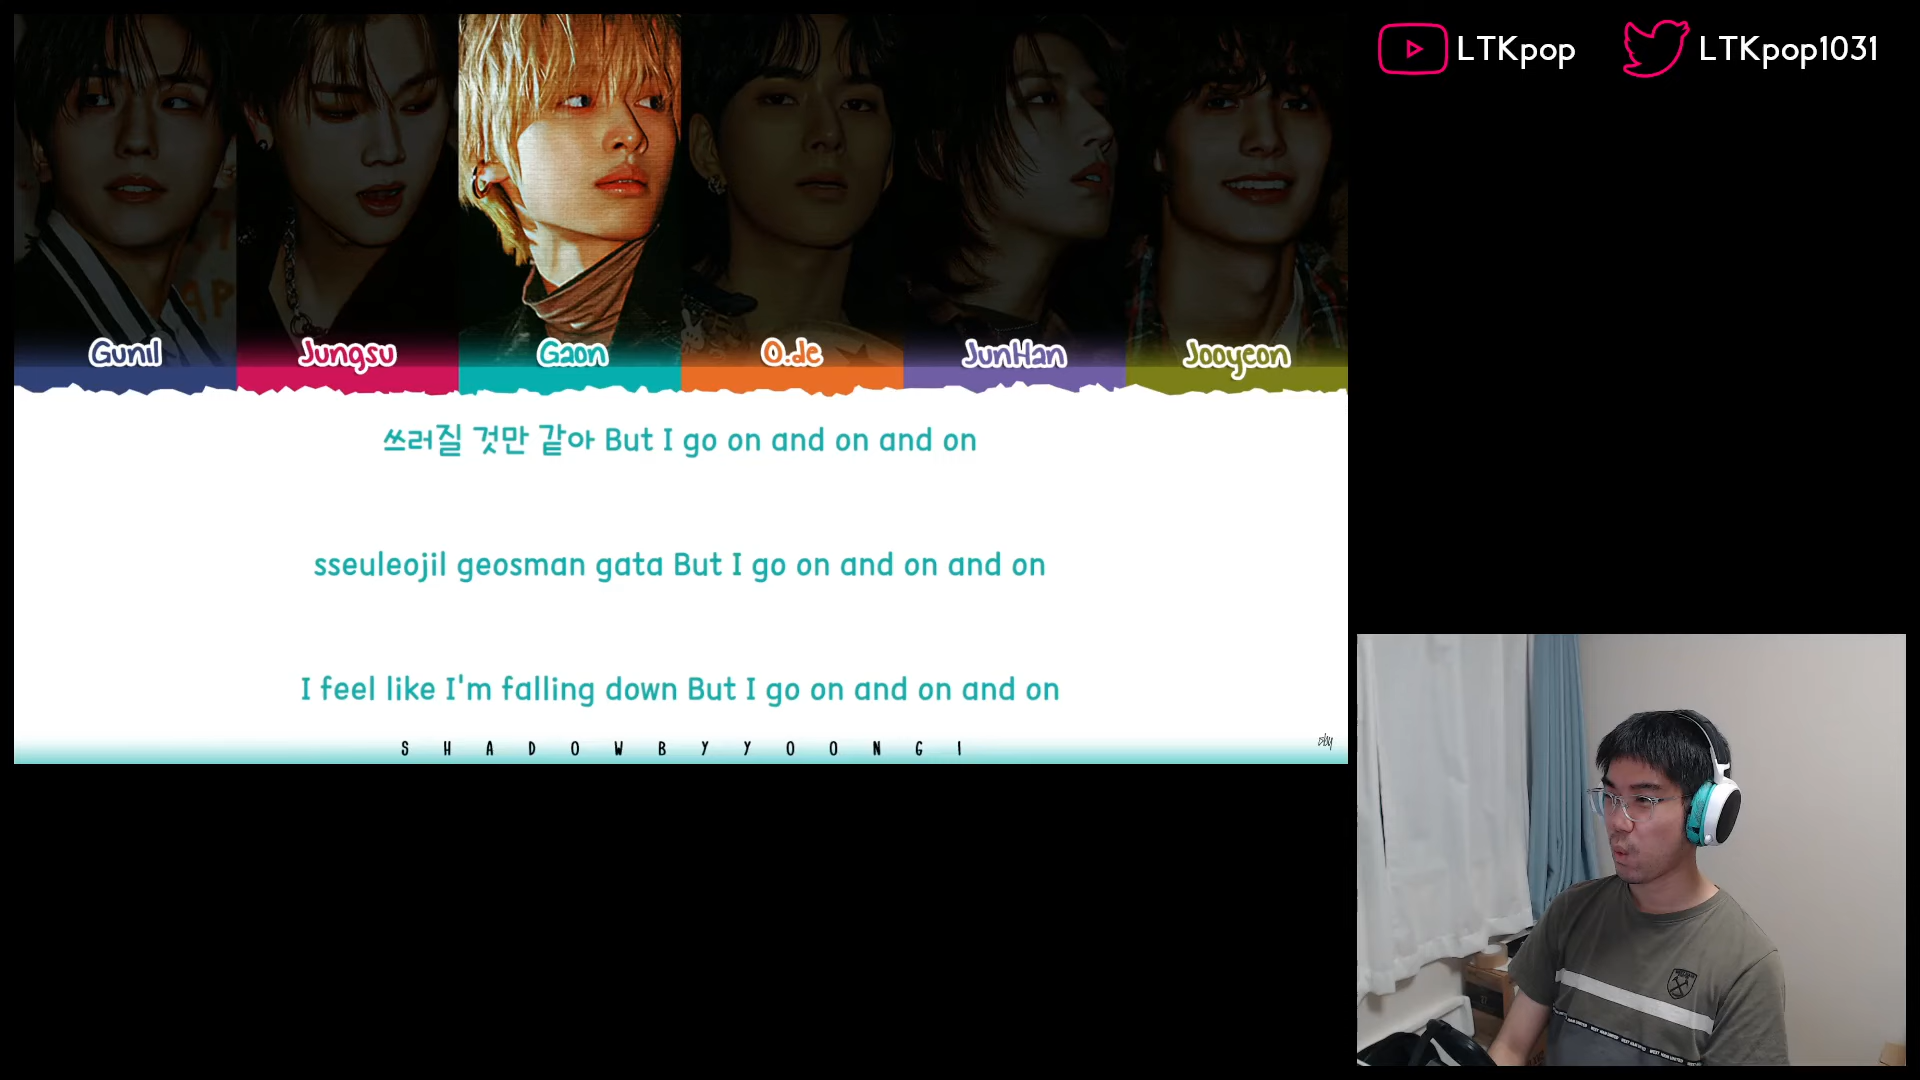 LTKpop
LTKpop1031
Gunil
Jungsu
Gaon
O.de
JunHan
Jooyeon
쓰러질 것만 같아 But I go on and on and on
sseuleojil geosman gata But I go on and on and on
I feel like I'm falling down But I go on and on and on
SHADOWBYYOONGI
sby